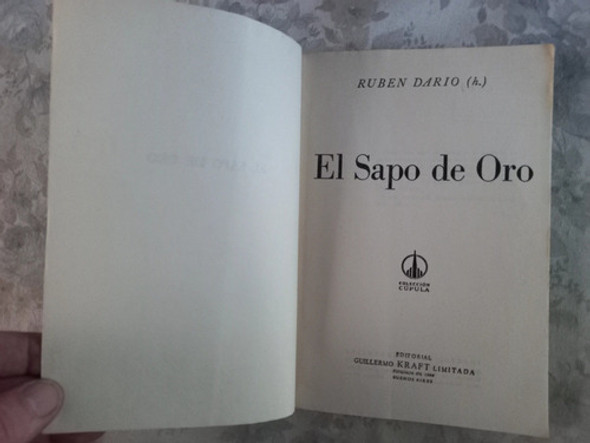 RUBEN DARIO (h.)
El Sapo de Oro
COLECCIÓN
CÚPULA
EDITORIAL
GUILLERMO KRAFT LIMITADA
BUENOS AIRES